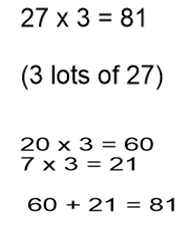 27 x 3 = 81
(3 lots of 27)
20 x 3 = 60
7 x 3 = 21
60 + 21 = 81